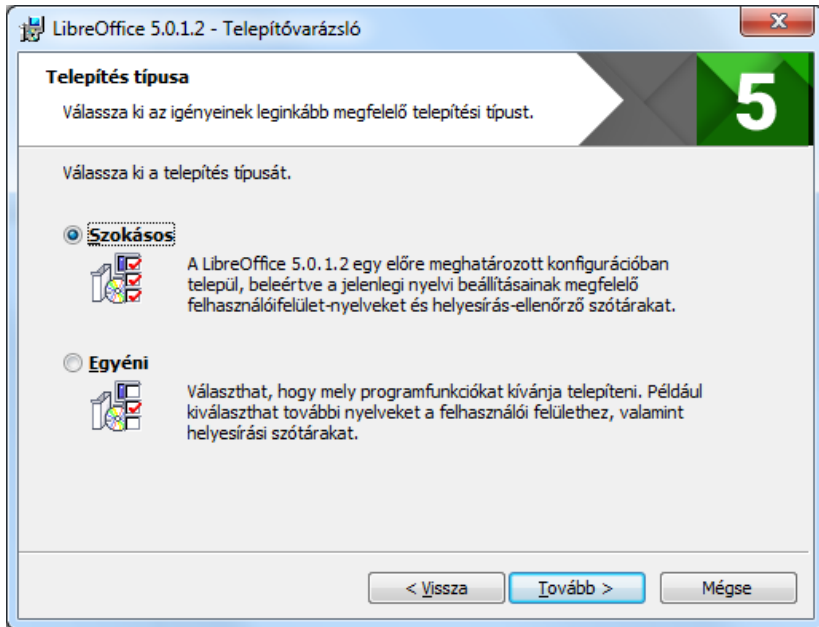 LibreOffice 5.0.1.2 - Telepítővarázsló
Telepítés típusa
Válassza ki az igényeinek leginkább megfelelő telepítési típust.
5
Válassza ki a telepítés típusát.
Szokásos
A LibreOffice 5.0.1.2 egy előre meghatározott konfigurációban
települ, beleértve a jelenlegi nyelvi beállításainak megfelelő
felhasználóifelület-nyelveket és helyesírás-ellenőrző szótárakat.
Egyéni
Választhat, hogy mely programfunkciókat kívánja telepíteni. Például
kiválaszthat további nyelveket a felhasználói felülethez, valamint
helyesírási szótárakat.
< Vissza
Tovább >
Mégse